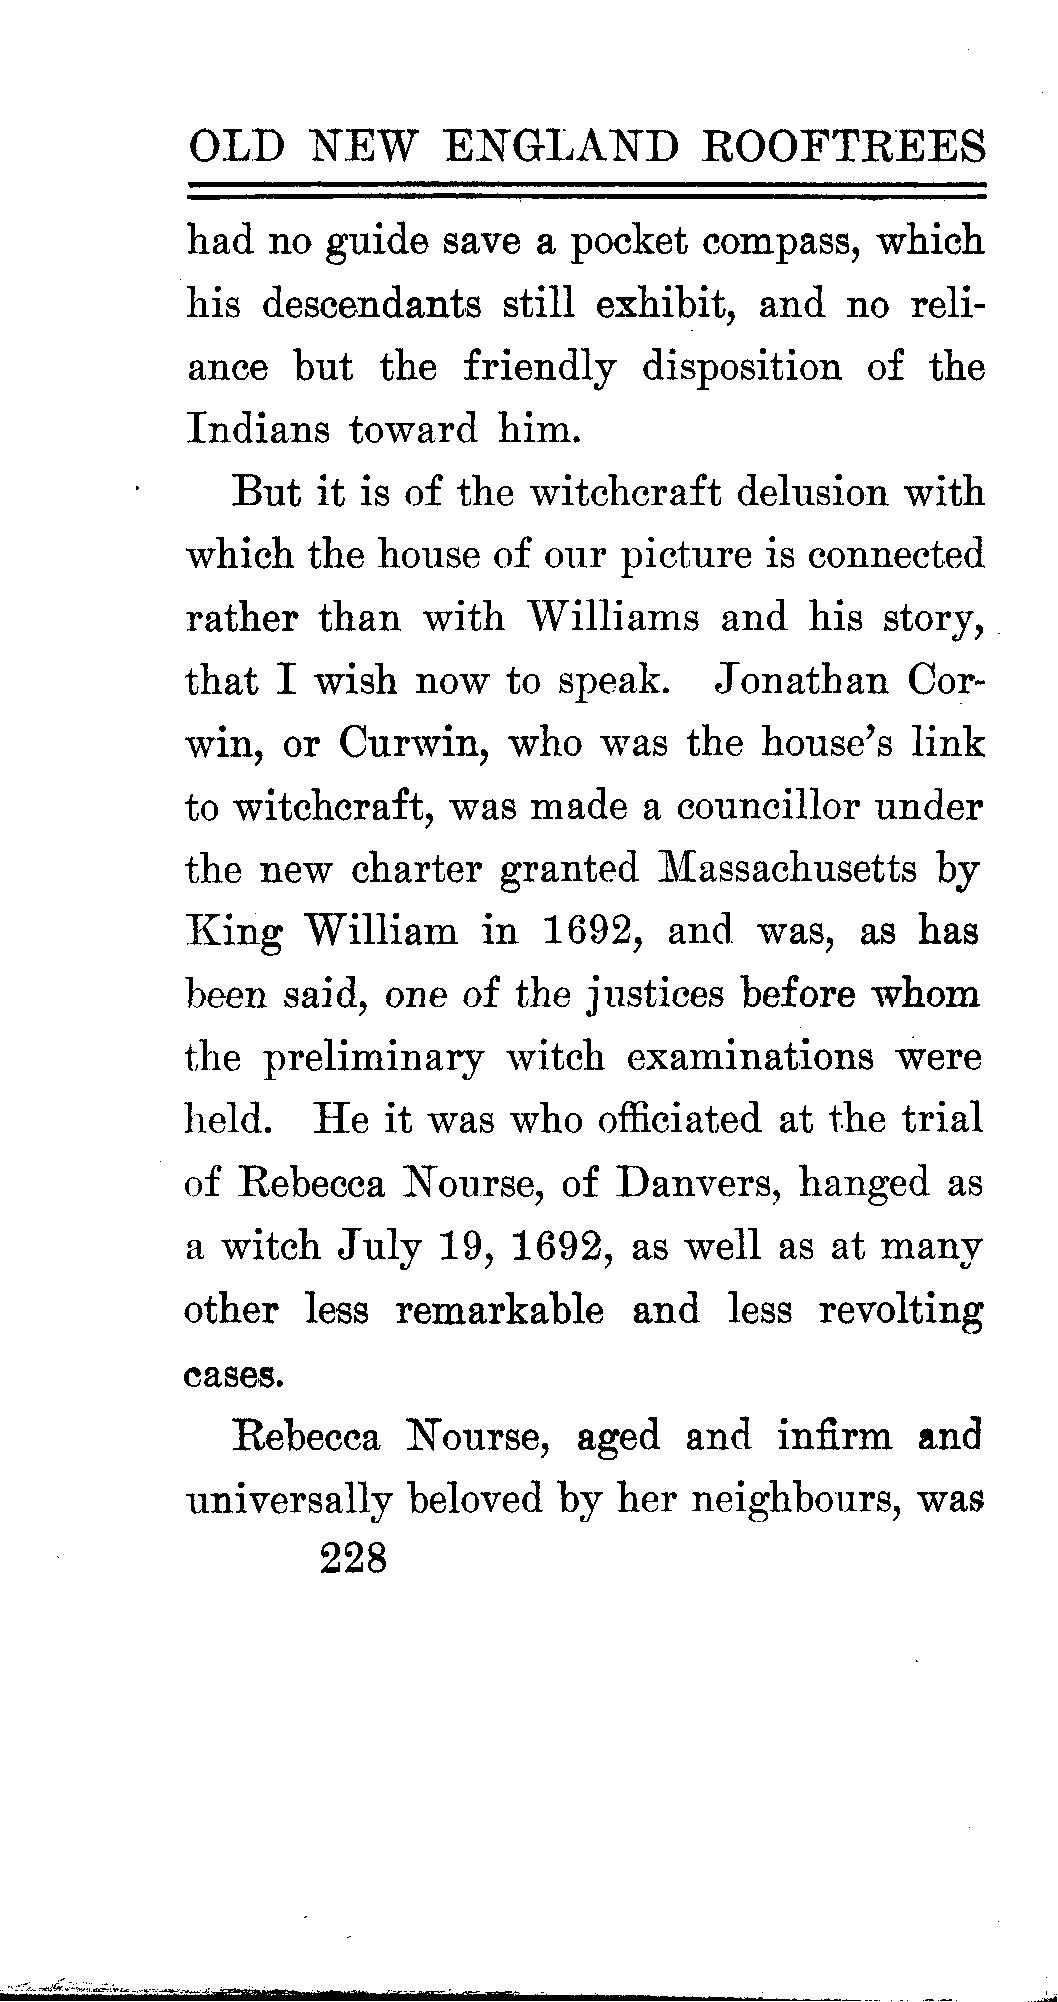 OLD NEW ENGLAND ROOFTREES
had no guide save a pocket compass, which
his descendants still exhibit, and no reli-
ance but the friendly disposition of the
Indians toward him.
But it is of the witchcraft delusion with
which the house of our picture is connected
rather than with Williams and his story,
that I wish now to speak. Jonathan Cor-
win, or Curwin, who was the house's link
to witchcraft, was made a councillor under
the new charter granted Massachusetts by
King William in 1692, and was, as has
been said, one of the justices before whom
the preliminary witch examinations were
held. He it was who officiated at the trial
of Rebecca Nourse, of Danvers, hanged as
a witch July 19, 1692, as well as at many
other less remarkable and less revolting
cases.
Rebecca Nourse, aged and infirm and
universally beloved by her neighbours, was
228